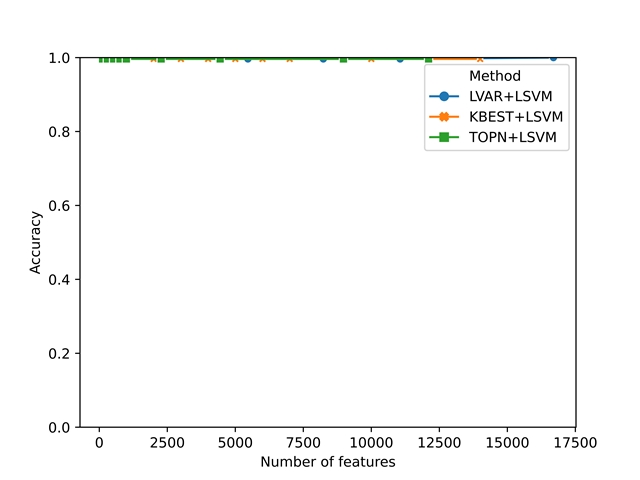 1.0
0.8
0.6
0.4
0.2
0.0
Accuracy
Method
LVAR+LSVM
KBEST+LSVM
TOPN+LSVM
0 2500 5000 7500 10000 12500 15000 17500
Number of features